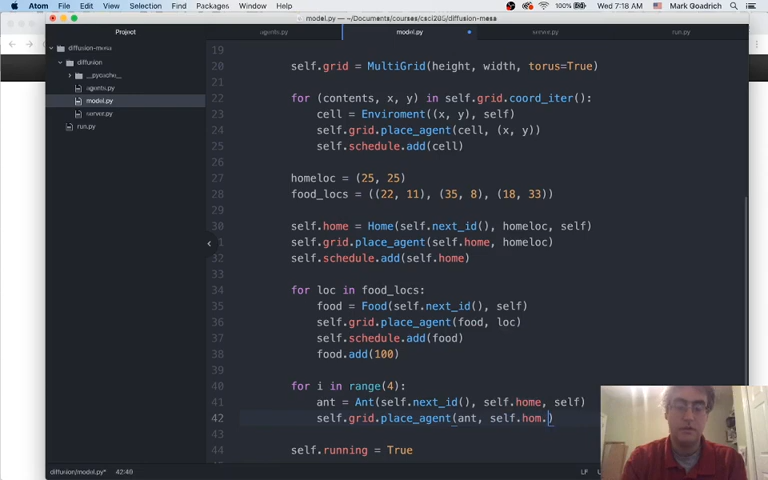 Atom File Edit View Selection Find Packages Window Help 100% Wed 7:18 AM Mark Goadrich
model.py — ~/Documents/courses/csci205/diffusion-mesa
Project agents.py model.py server.py run.py
diffusion-mesa
diffusion
__pycache__
agents.py
model.py
server.py
run.py
19
20 self.grid = MultiGrid(height, width, torus=True)
21
22 for (contents, x, y) in self.grid.coord_iter():
23 cell = Enviroment((x, y), self)
24 self.grid.place_agent(cell, (x, y))
25 self.schedule.add(cell)
26
27 homeloc = (25, 25)
28 food_locs = ((22, 11), (35, 8), (18, 33))
29
30 self.home = Home(self.next_id(), homeloc, self)
31 self.grid.place_agent(self.home, homeloc)
32 self.schedule.add(self.home)
33
34 for loc in food_locs:
35 food = Food(self.next_id(), self)
36 self.grid.place_agent(food, loc)
37 self.schedule.add(food)
38 food.add(100)
39
40 for i in range(4):
41 ant = Ant(self.next_id(), self.home, self)
42 self.grid.place_agent(ant, self.hom.)
43
44 self.running = True
diffusion/model.py* 42:49 LF